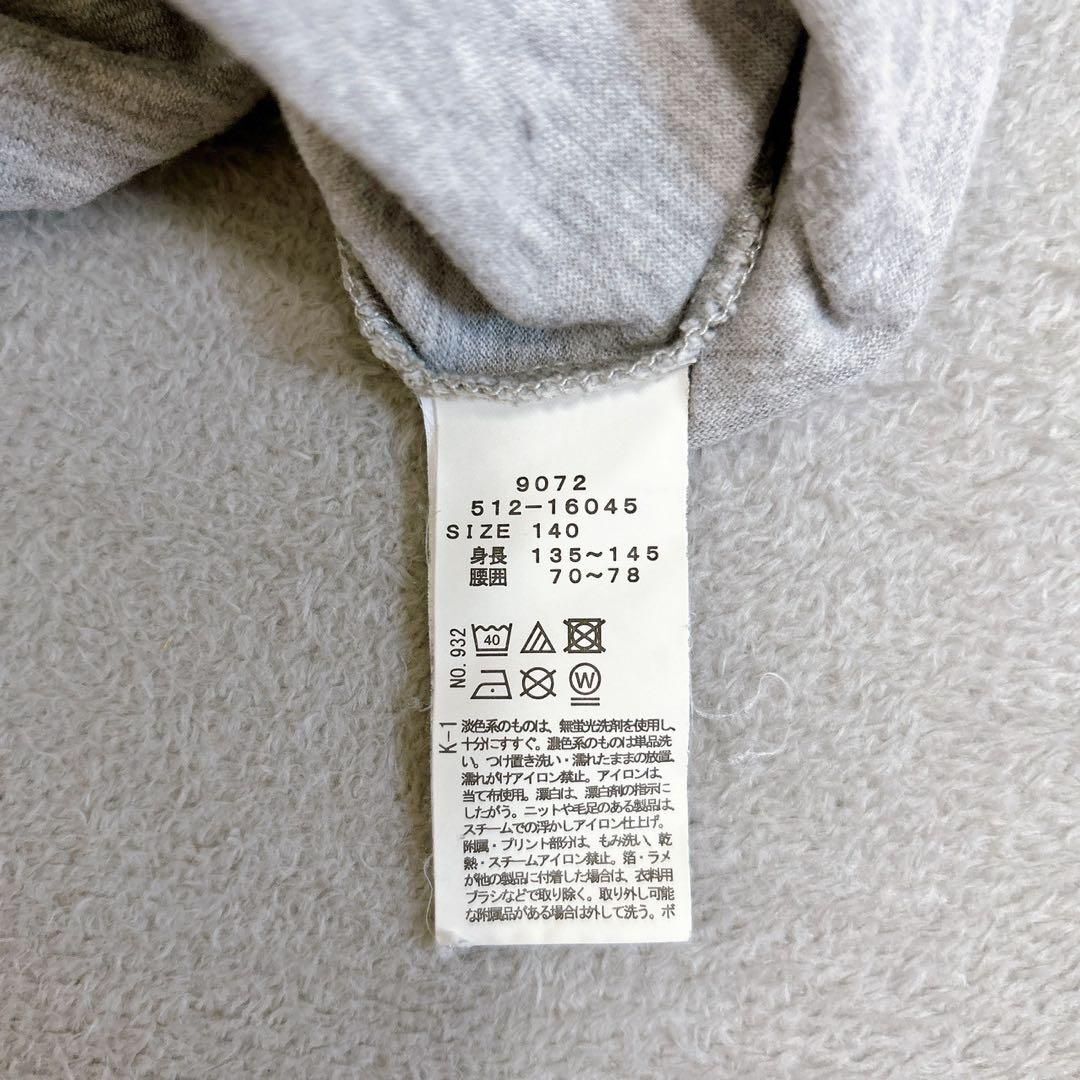 9072
512-16045
SIZE 140
身長 135~145
腰囲 70~78
NO.932
40
W
K-1
淡色系のものは、無蛍光洗剤を使用し、
十分にすすぐ。濃色系のものは単品洗
い。つけ置き洗い・濡れたままの放置、
濡れがけアイロン禁止。アイロンは、
当て布使用。漂白は、漂白剤の指示に
したがう。ニットや毛足のある製品は、
スチームでの浮かしアイロン仕上げ。
附属・プリント部分は、もみ洗い、乾
熱・スチームアイロン禁止。箔・ラメ
が他の製品に付着した場合は、衣料用
ブラシなどで取り除く。取り外し可能
な附属品がある場合は外して洗う。ボ